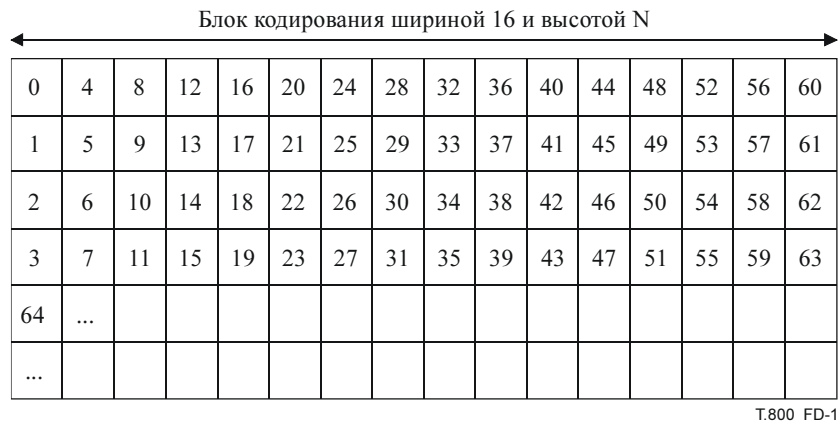 Блок кодирования шириной 16 и высотой N
0 4 8 12 16 20 24 28 32 36 40 44 48 52 56 60
1 5 9 13 17 21 25 29 33 37 41 45 49 53 57 61
2 6 10 14 18 22 26 30 34 38 42 46 50 54 58 62
3 7 11 15 19 23 27 31 35 39 43 47 51 55 59 63
64 ...
...
T.800_FD-1